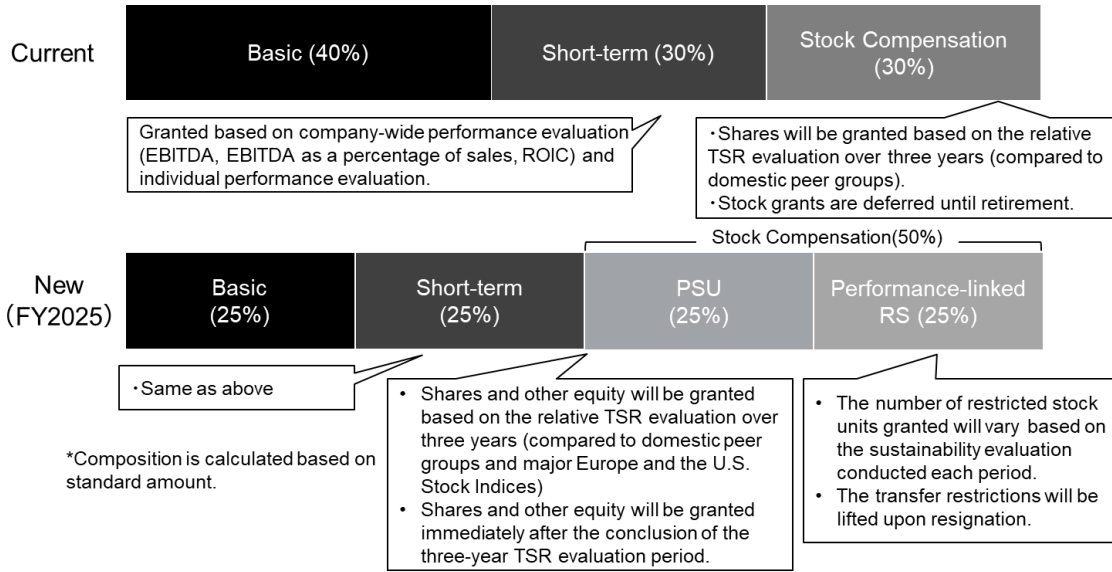 Current
Basic (40%)
Short-term (30%)
Stock Compensation
(30%)
Granted based on company-wide performance evaluation
(EBITDA, EBITDA as a percentage of sales, ROIC) and
individual performance evaluation.
・Shares will be granted based on the relative
TSR evaluation over three years (compared to
domestic peer groups).
・Stock grants are deferred until retirement.
Stock Compensation(50%)
New
(FY2025)
Basic
(25%)
Short-term
(25%)
PSU
(25%)
Performance-linked
RS (25%)
・Same as above
*Composition is calculated based on
standard amount.
• Shares and other equity will be granted
based on the relative TSR evaluation over
three years (compared to domestic peer
groups and major Europe and the U.S.
Stock Indices)
• Shares and other equity will be granted
immediately after the conclusion of the
three-year TSR evaluation period.
• The number of restricted stock
units granted will vary based on
the sustainability evaluation
conducted each period.
• The transfer restrictions will be
lifted upon resignation.